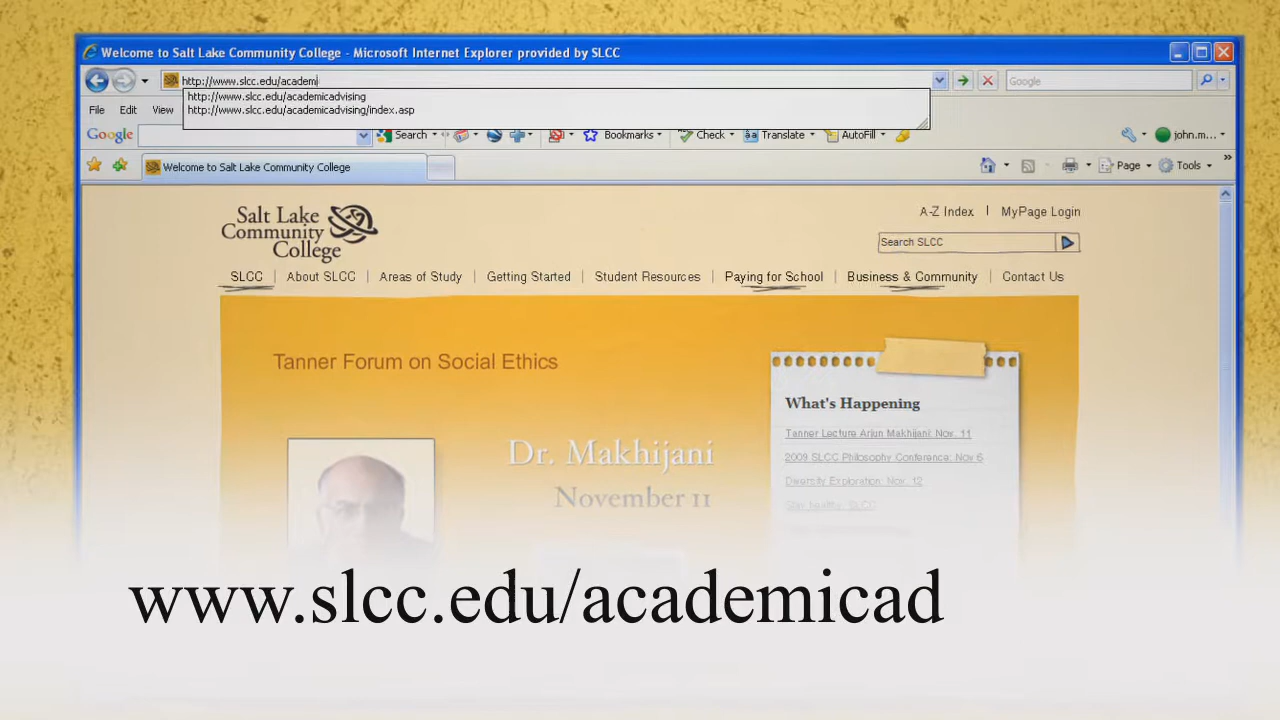 Welcome to Salt Lake Community College - Microsoft Internet Explorer provided by SLCC
http://www.slcc.edu/academi
Google
http://www.slcc.edu/academicadvising
http://www.slcc.edu/academicadvising/index.asp
File Edit View
Google Search Bookmarks Check Translate AutoFill john.m...
Welcome to Salt Lake Community College
Page Tools
Salt Lake
Community
College
A-Z Index | MyPage Login
Search SLCC
SLCC | About SLCC | Areas of Study | Getting Started | Student Resources | Paying for School | Business & Community | Contact Us
Tanner Forum on Social Ethics
Dr. Makhijani
November 11
What's Happening
Tanner Lecture Arjun Makhijani: Nov. 11
2009 SLCC Philosophy Conference: Nov 6
Diversity Exploration: Nov. 12
Stay healthy, SLCC
www.slcc.edu/academicad